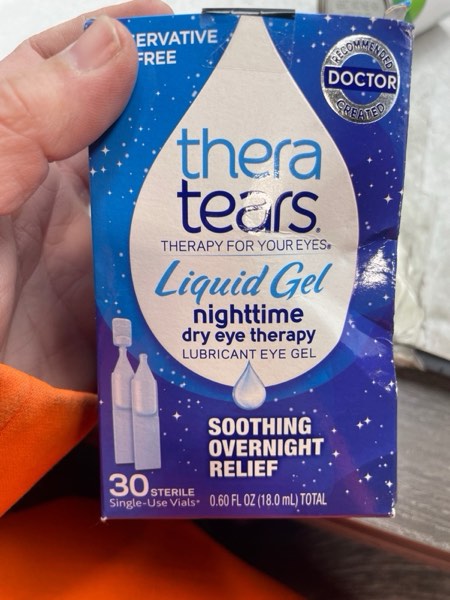 ERVATIVE
FREE
RECOMMENDED
DOCTOR
CREATED
thera
tears®
THERAPY FOR YOUR EYES®
Liquid Gel
nighttime
dry eye therapy
LUBRICANT EYE GEL
SOOTHING
OVERNIGHT
RELIEF
30 STERILE
Single-Use Vials*
0.60 FL OZ (18.0 mL) TOTAL